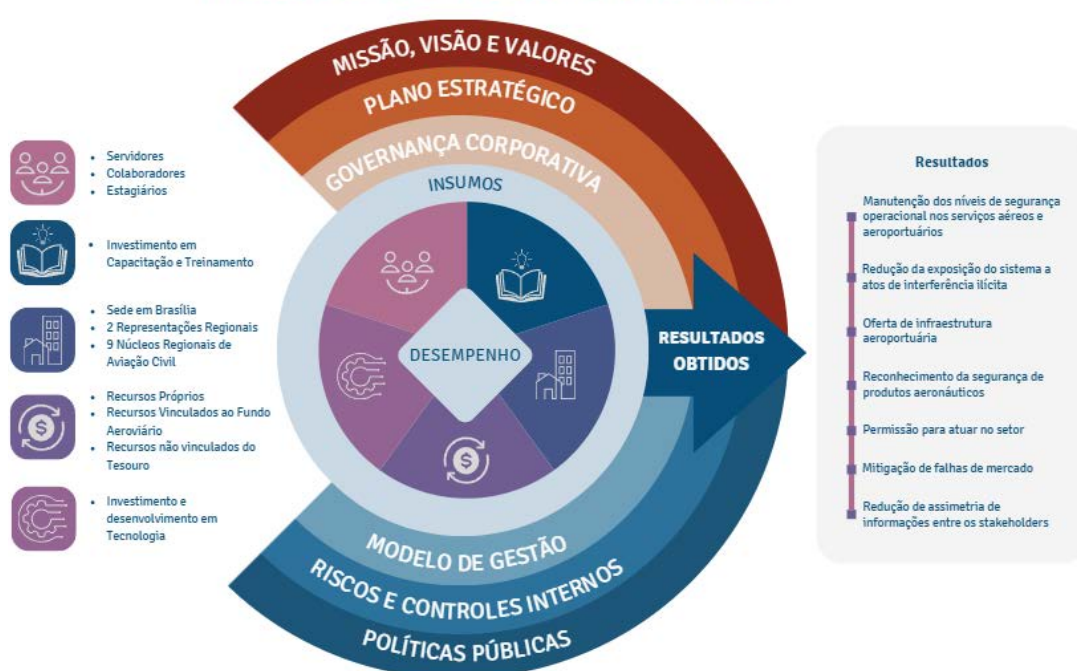 MISSÃO, VISÃO E VALORES
PLANO ESTRATÉGICO
GOVERNANÇA CORPORATIVA
INSUMOS
DESEMPENHO
RESULTADOS
OBTIDOS
MODELO DE GESTÃO
RISCOS E CONTROLES INTERNOS
POLÍTICAS PÚBLICAS
• Servidores
• Colaboradores
• Estagiários
• Investimento em
Capacitação e Treinamento
• Sede em Brasília
• 2 Representações Regionais
• 9 Núcleos Regionais de
Aviação Civil
• Recursos Próprios
• Recursos Vinculados ao Fundo
Aeroviário
• Recursos não vinculados do
Tesouro
• Investimento e
desenvolvimento em
Tecnologia
Resultados
Manutenção dos níveis de segurança
operacional nos serviços aéreos e
aeroportuários
Redução da exposição do sistema a
atos de interferência ilícita
Oferta de infraestrutura
aeroportuária
Reconhecimento da segurança de
produtos aeronáuticos
Permissão para atuar no setor
Mitigação de falhas de mercado
Redução de assimetria de
informações entre os stakeholders